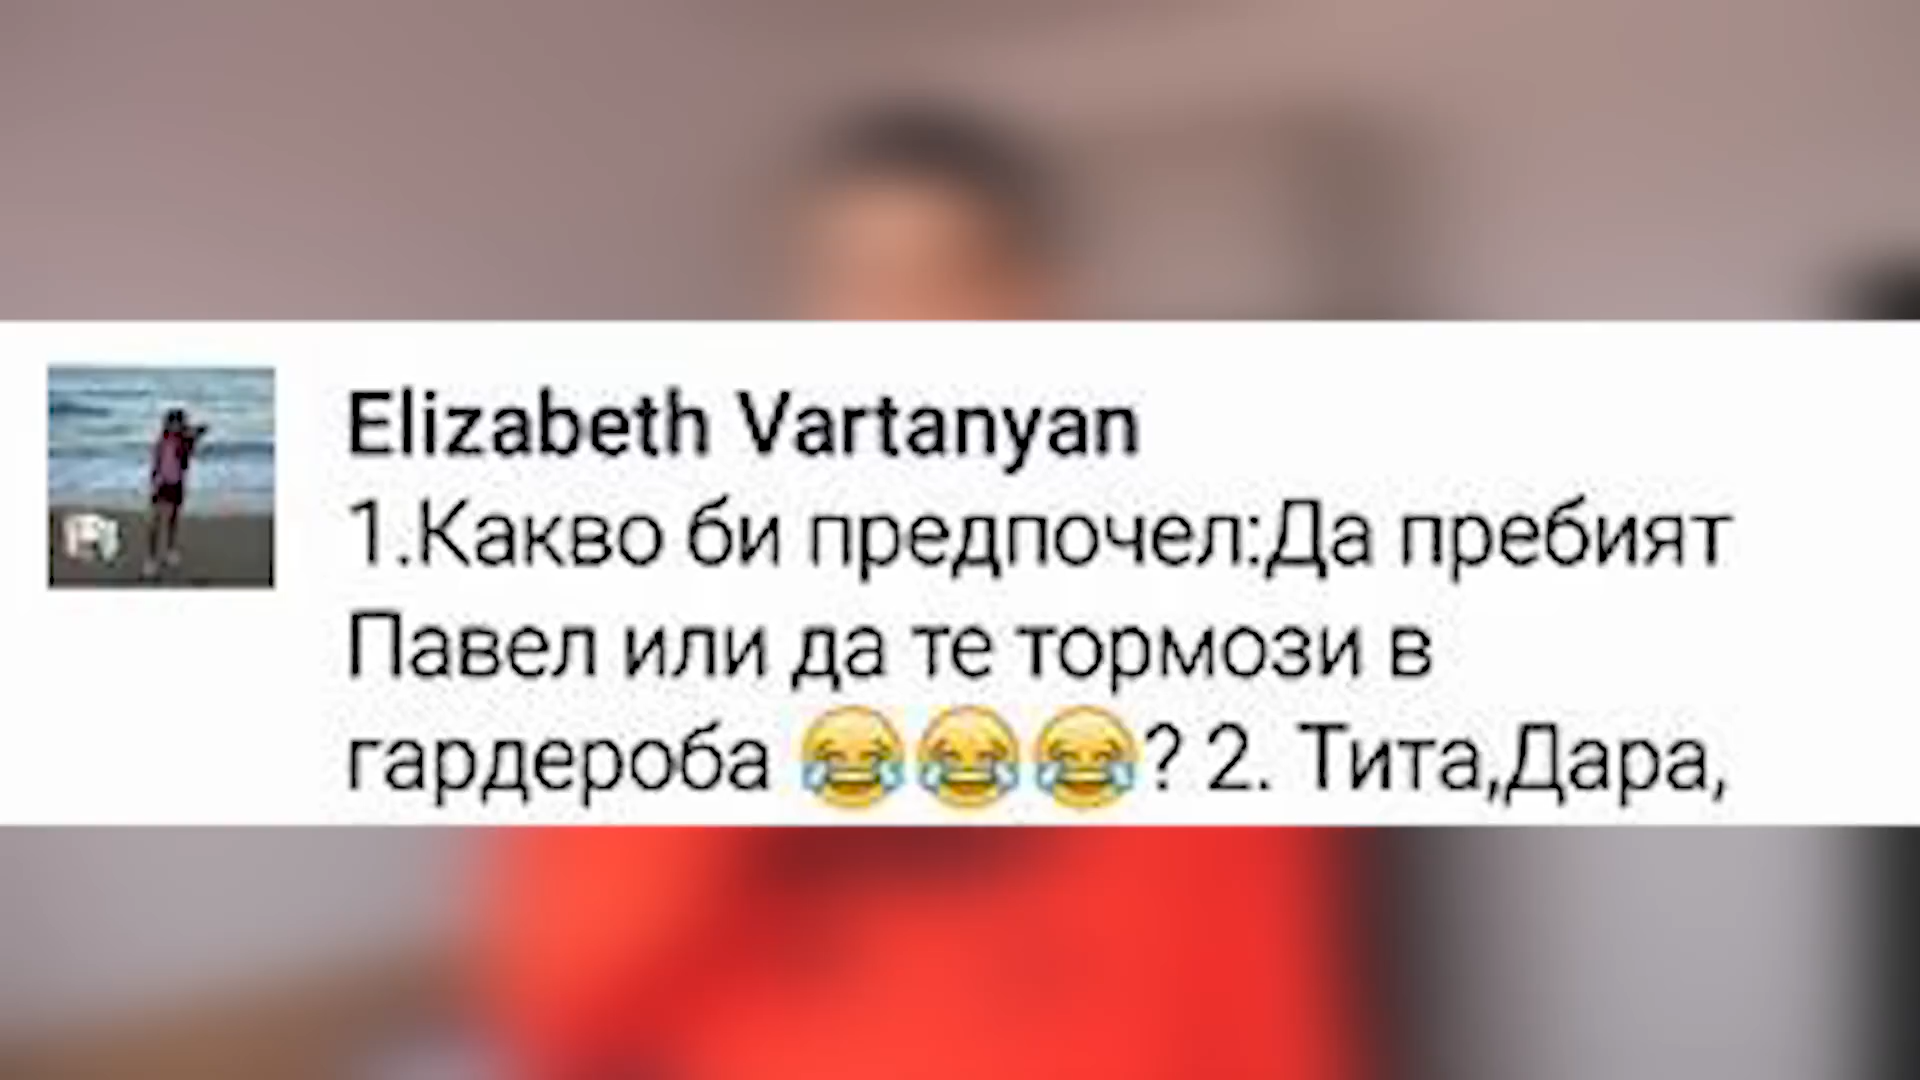 Elizabeth Vartanyan
1.Какво би предпочел:Да пребият
Павел или да те тормози в
гардероба 😂😂😂? 2. Тита,Дара,